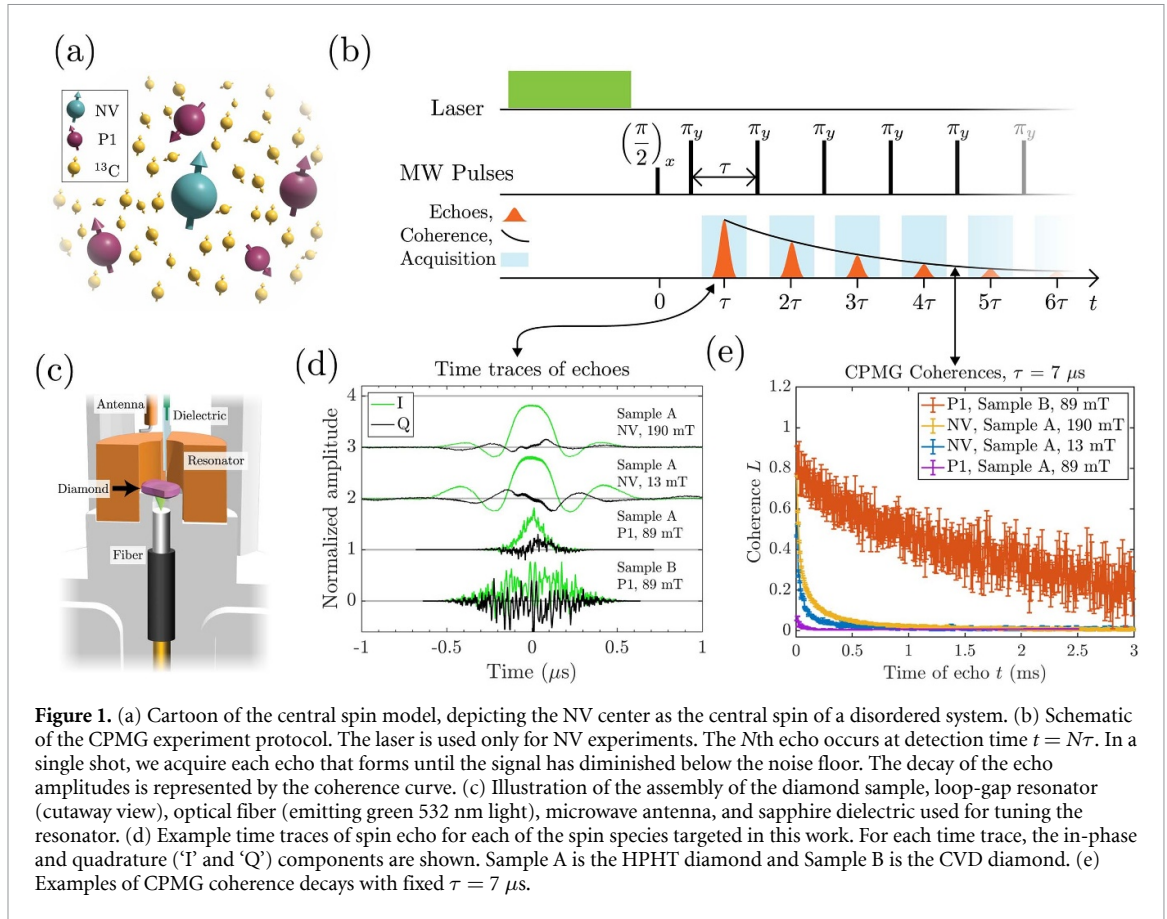 (a)
NV
P1
¹³C
(b)
Laser
(π/2)ₓ
π_y π_y π_y π_y π_y π_y
τ
MW Pulses
Echoes,
Coherence,
Acquisition
0 τ 2τ 3τ 4τ 5τ 6τ t
(c)
Antenna
Dielectric
Resonator
Diamond
Fiber
(d)
Time traces of echoes
I
Q
Sample A
NV, 190 mT
Sample A
NV, 13 mT
Sample A
P1, 89 mT
Sample B
P1, 89 mT
Normalized amplitude
4
3
2
1
0
-1 -0.5 0 0.5 1
Time (μs)
(e)
CPMG Coherences, τ = 7 μs
P1, Sample B, 89 mT
NV, Sample A, 190 mT
NV, Sample A, 13 mT
P1, Sample A, 89 mT
Coherence L
1.2
1
0.8
0.6
0.4
0.2
0
0 0.5 1 1.5 2 2.5 3
Time of echo t (ms)
Figure 1. (a) Cartoon of the central spin model, depicting the NV center as the central spin of a disordered system. (b) Schematic
of the CPMG experiment protocol. The laser is used only for NV experiments. The Nth echo occurs at detection time t = Nτ. In a
single shot, we acquire each echo that forms until the signal has diminished below the noise floor. The decay of the echo
amplitudes is represented by the coherence curve. (c) Illustration of the assembly of the diamond sample, loop-gap resonator
(cutaway view), optical fiber (emitting green 532 nm light), microwave antenna, and sapphire dielectric used for tuning the
resonator. (d) Example time traces of spin echo for each of the spin species targeted in this work. For each time trace, the in-phase
and quadrature (‘I’ and ‘Q’) components are shown. Sample A is the HPHT diamond and Sample B is the CVD diamond. (e)
Examples of CPMG coherence decays with fixed τ = 7 μs.